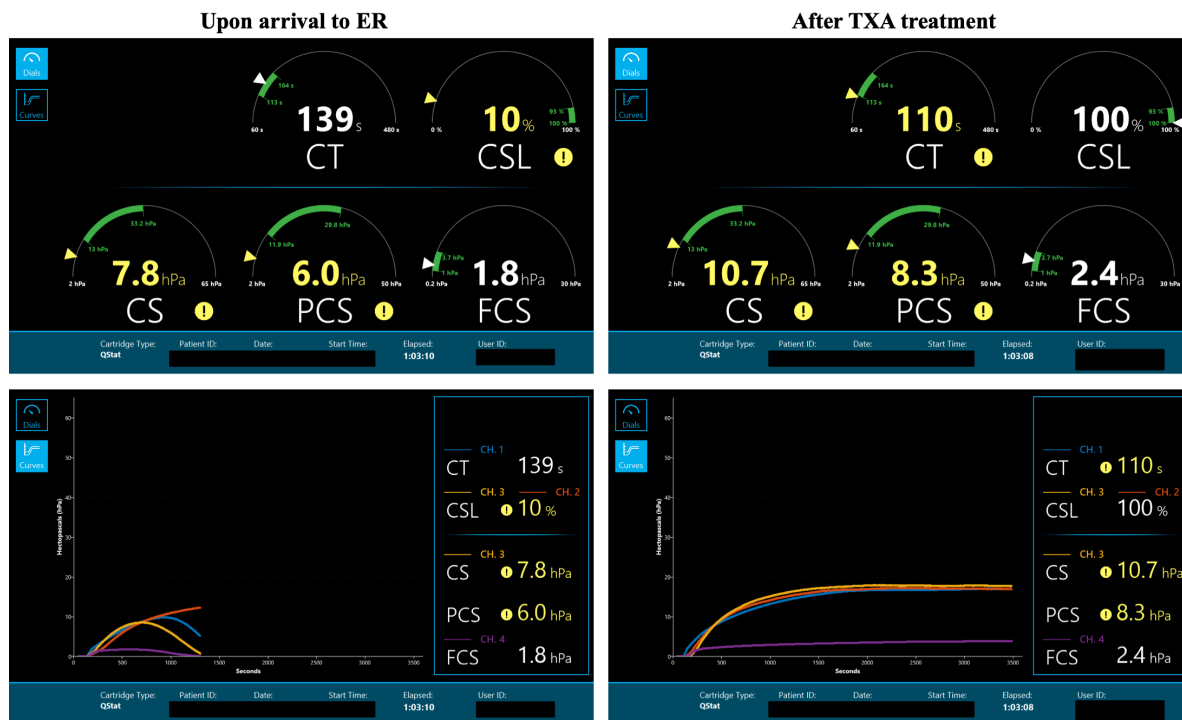 Upon arrival to ER
After TXA treatment
Dials
Curves
164 s
113 s
60 s
480 s
139 s
CT
0 %
93 %
100 %
100 %
10 %
CSL !
33.2 hPa
13 hPa
2 hPa
65 hPa
7.8 hPa
CS !
29.8 hPa
11.9 hPa
2 hPa
50 hPa
6.0 hPa
PCS !
3.7 hPa
1 hPa
0.2 hPa
30 hPa
1.8 hPa
FCS
Cartridge Type: Patient ID: Date: Start Time: Elapsed: User ID:
QStat 1:03:10
Dials
Curves
164 s
113 s
60 s
480 s
110 s
CT !
0 %
93 %
100 %
100 %
100 %
CSL
33.2 hPa
13 hPa
2 hPa
65 hPa
10.7 hPa
CS !
29.8 hPa
11.9 hPa
2 hPa
50 hPa
8.3 hPa
PCS !
3.7 hPa
1 hPa
0.2 hPa
30 hPa
2.4 hPa
FCS
Cartridge Type: Patient ID: Date: Start Time: Elapsed: User ID:
QStat 1:03:08
Dials
Curves
Hectopascals (hPa)
60
50
40
30
20
10
0
0 500 1000 1500 2000 2500 3000 3500
Seconds
CH. 1
CT 139 s
CH. 3 CH. 2
CSL ! 10 %
CH. 3
CS ! 7.8 hPa
PCS ! 6.0 hPa
CH. 4
FCS 1.8 hPa
Cartridge Type: Patient ID: Date: Start Time: Elapsed: User ID:
QStat 1:03:10
Dials
Curves
Hectopascals (hPa)
60
50
40
30
20
10
0
0 500 1000 1500 2000 2500 3000 3500
Seconds
CH. 1
CT ! 110 s
CH. 3 CH. 2
CSL 100 %
CH. 3
CS ! 10.7 hPa
PCS ! 8.3 hPa
CH. 4
FCS 2.4 hPa
Cartridge Type: Patient ID: Date: Start Time: Elapsed: User ID:
QStat 1:03:08